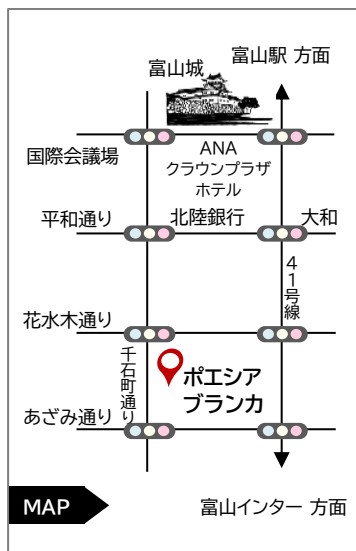 富山駅 方面
富山城
国際会議場
ANA
クラウンプラザ
ホテル
平和通り
北陸銀行
大和
41号線
花水木通り
千石町通り
ポエシア
ブランカ
あざみ通り
MAP
富山インター 方面